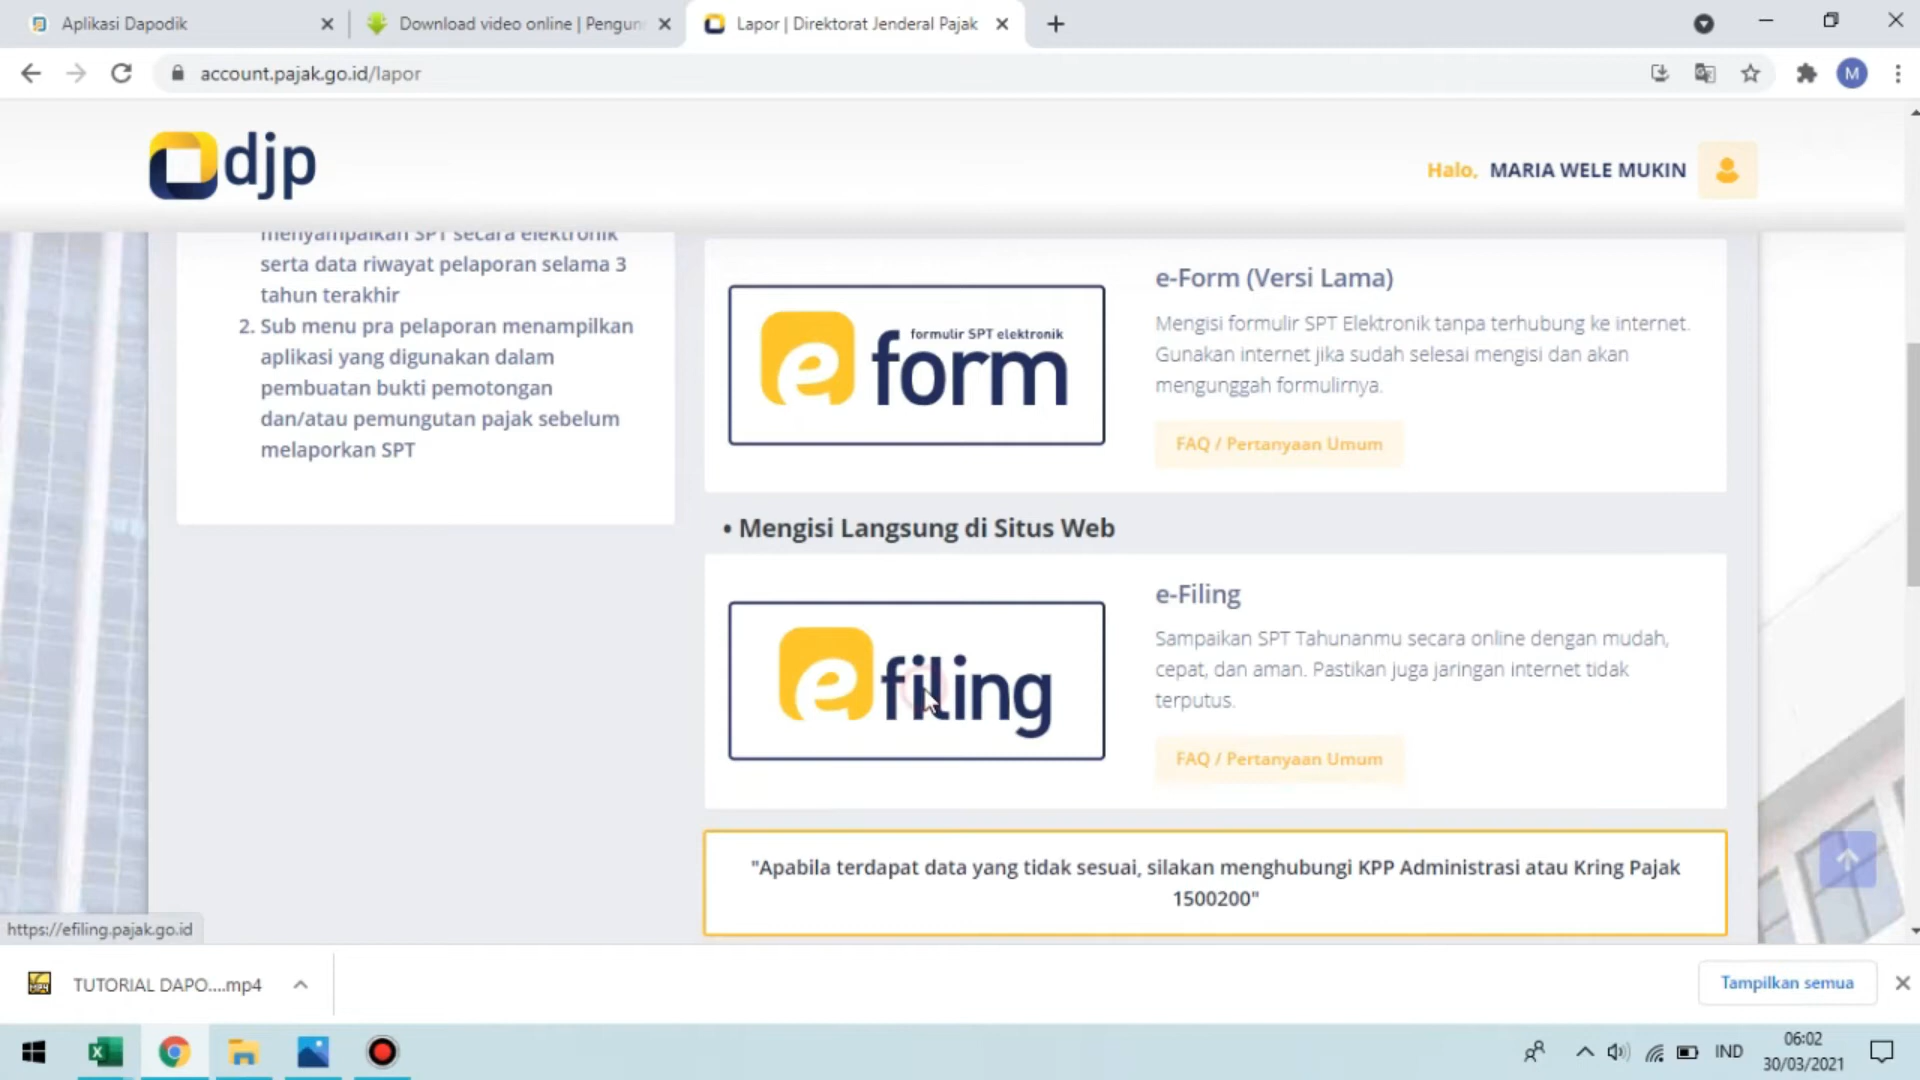 Aplikasi Dapodik
Download video online | Pengun
Lapor | Direktorat Jenderal Pajak
account.pajak.go.id/lapor
M
djp
Halo, MARIA WELE MUKIN
menyampaikan SPT secara elektronik
serta data riwayat pelaporan selama 3
tahun terakhir
2. Sub menu pra pelaporan menampilkan
aplikasi yang digunakan dalam
pembuatan bukti pemotongan
dan/atau pemungutan pajak sebelum
melaporkan SPT
formulir SPT elektronik
e form
e-Form (Versi Lama)
Mengisi formulir SPT Elektronik tanpa terhubung ke internet.
Gunakan internet jika sudah selesai mengisi dan akan
mengunggah formulirnya.
FAQ / Pertanyaan Umum
• Mengisi Langsung di Situs Web
e filing
e-Filing
Sampaikan SPT Tahunanmu secara online dengan mudah,
cepat, dan aman. Pastikan juga jaringan internet tidak
terputus.
FAQ / Pertanyaan Umum
"Apabila terdapat data yang tidak sesuai, silakan menghubungi KPP Administrasi atau Kring Pajak
1500200"
https://efiling.pajak.go.id
TUTORIAL DAPO....mp4
Tampilkan semua
IND
06:02
30/03/2021